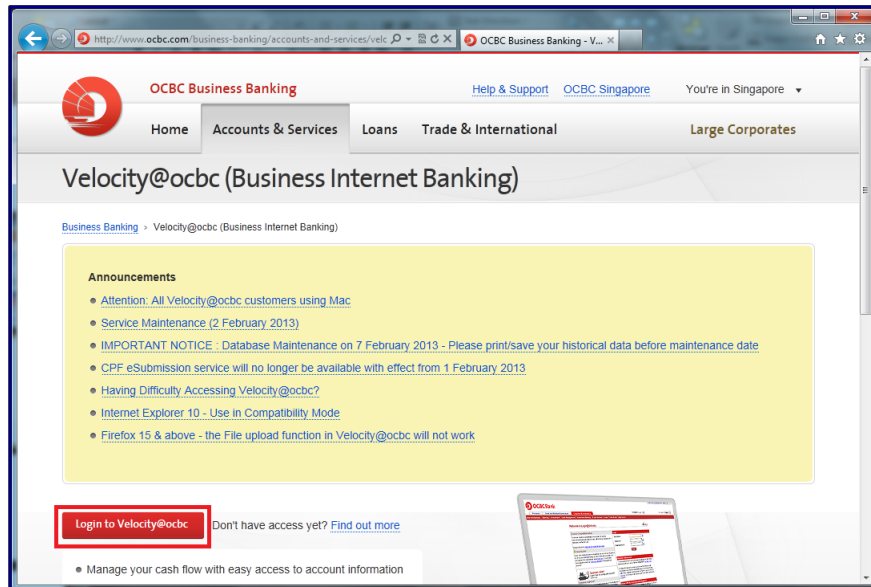 http://www.ocbc.com/business-banking/accounts-and-services/velc
OCBC Business Banking - V...
OCBC Business Banking
Help & Support
OCBC Singapore
You're in Singapore
Home
Accounts & Services
Loans
Trade & International
Large Corporates
Velocity@ocbc (Business Internet Banking)
Business Banking › Velocity@ocbc (Business Internet Banking)
Announcements
Attention: All Velocity@ocbc customers using Mac
Service Maintenance (2 February 2013)
IMPORTANT NOTICE : Database Maintenance on 7 February 2013 - Please print/save your historical data before maintenance date
CPF eSubmission service will no longer be available with effect from 1 February 2013
Having Difficulty Accessing Velocity@ocbc?
Internet Explorer 10 - Use in Compatibility Mode
Firefox 15 & above - the File upload function in Velocity@ocbc will not work
Login to Velocity@ocbc
Don't have access yet? Find out more
OCBC Bank
Manage your cash flow with easy access to account information